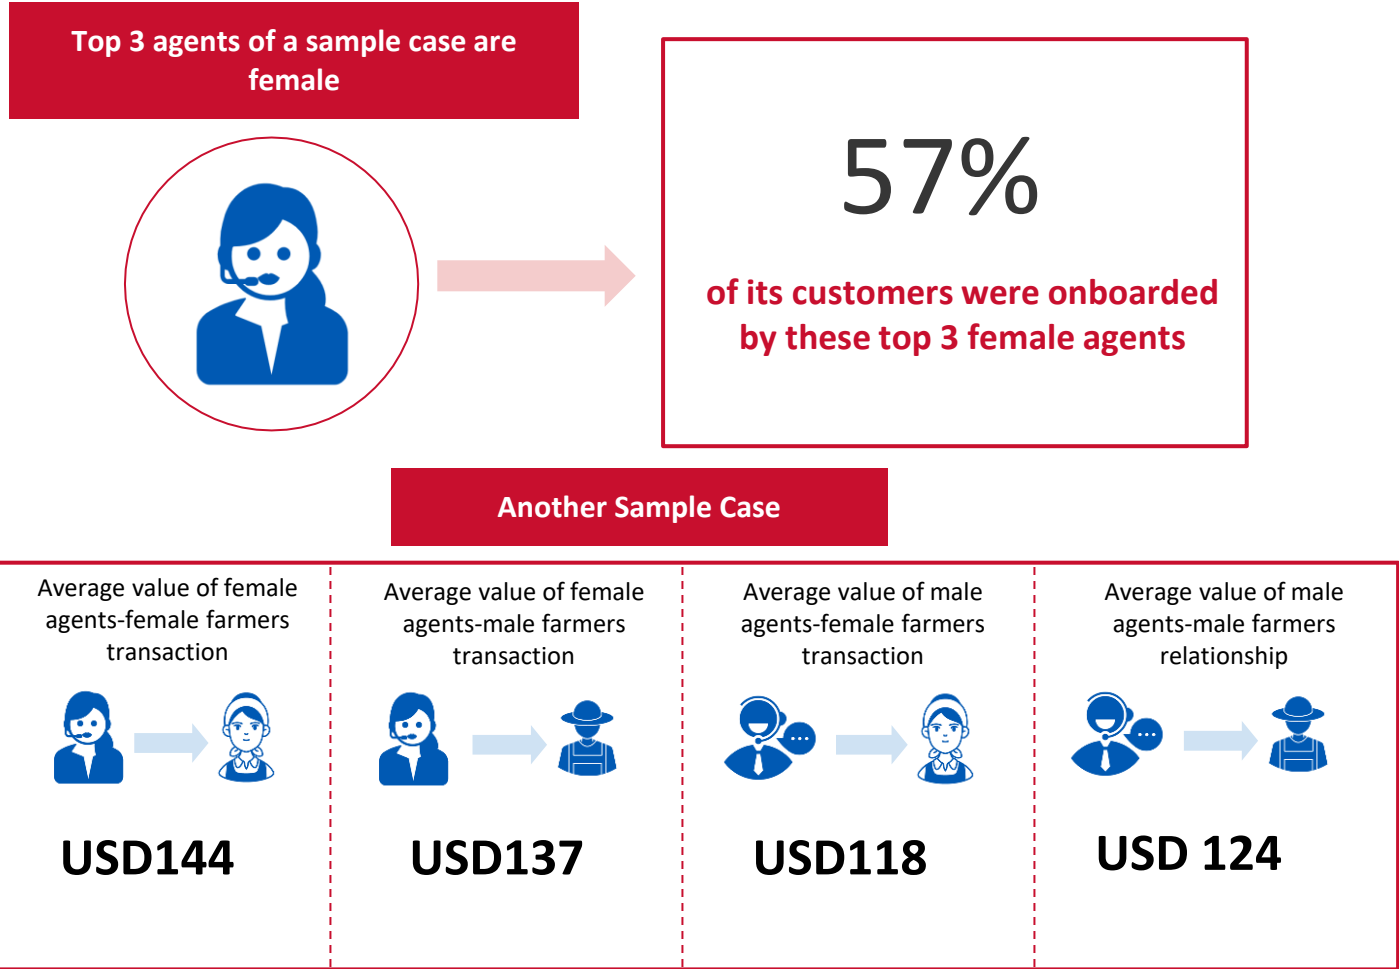 Top 3 agents of a sample case are
female
57%
of its customers were onboarded
by these top 3 female agents
Another Sample Case
Average value of female
agents-female farmers
transaction
USD144
Average value of female
agents-male farmers
transaction
USD137
Average value of male
agents-female farmers
transaction
USD118
Average value of male
agents-male farmers
relationship
USD 124